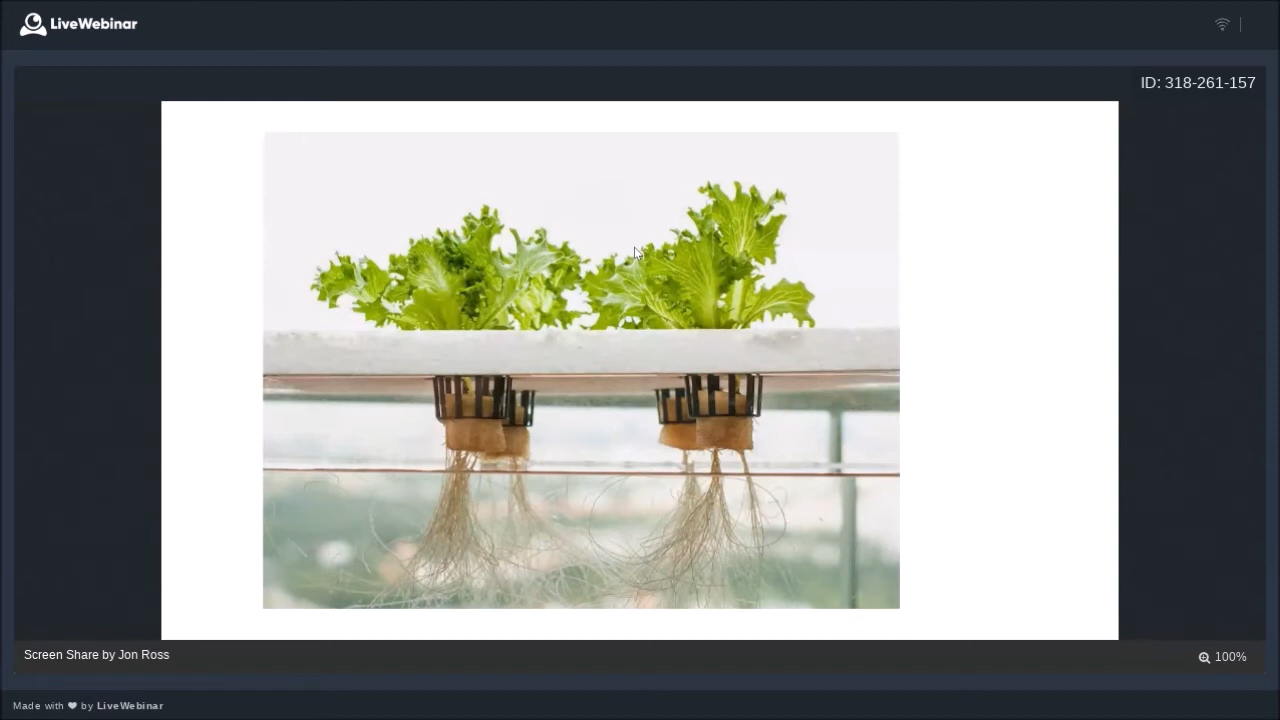 LiveWebinar
ID: 318-261-157
Screen Share by Jon Ross
100%
Made with ❤ by LiveWebinar